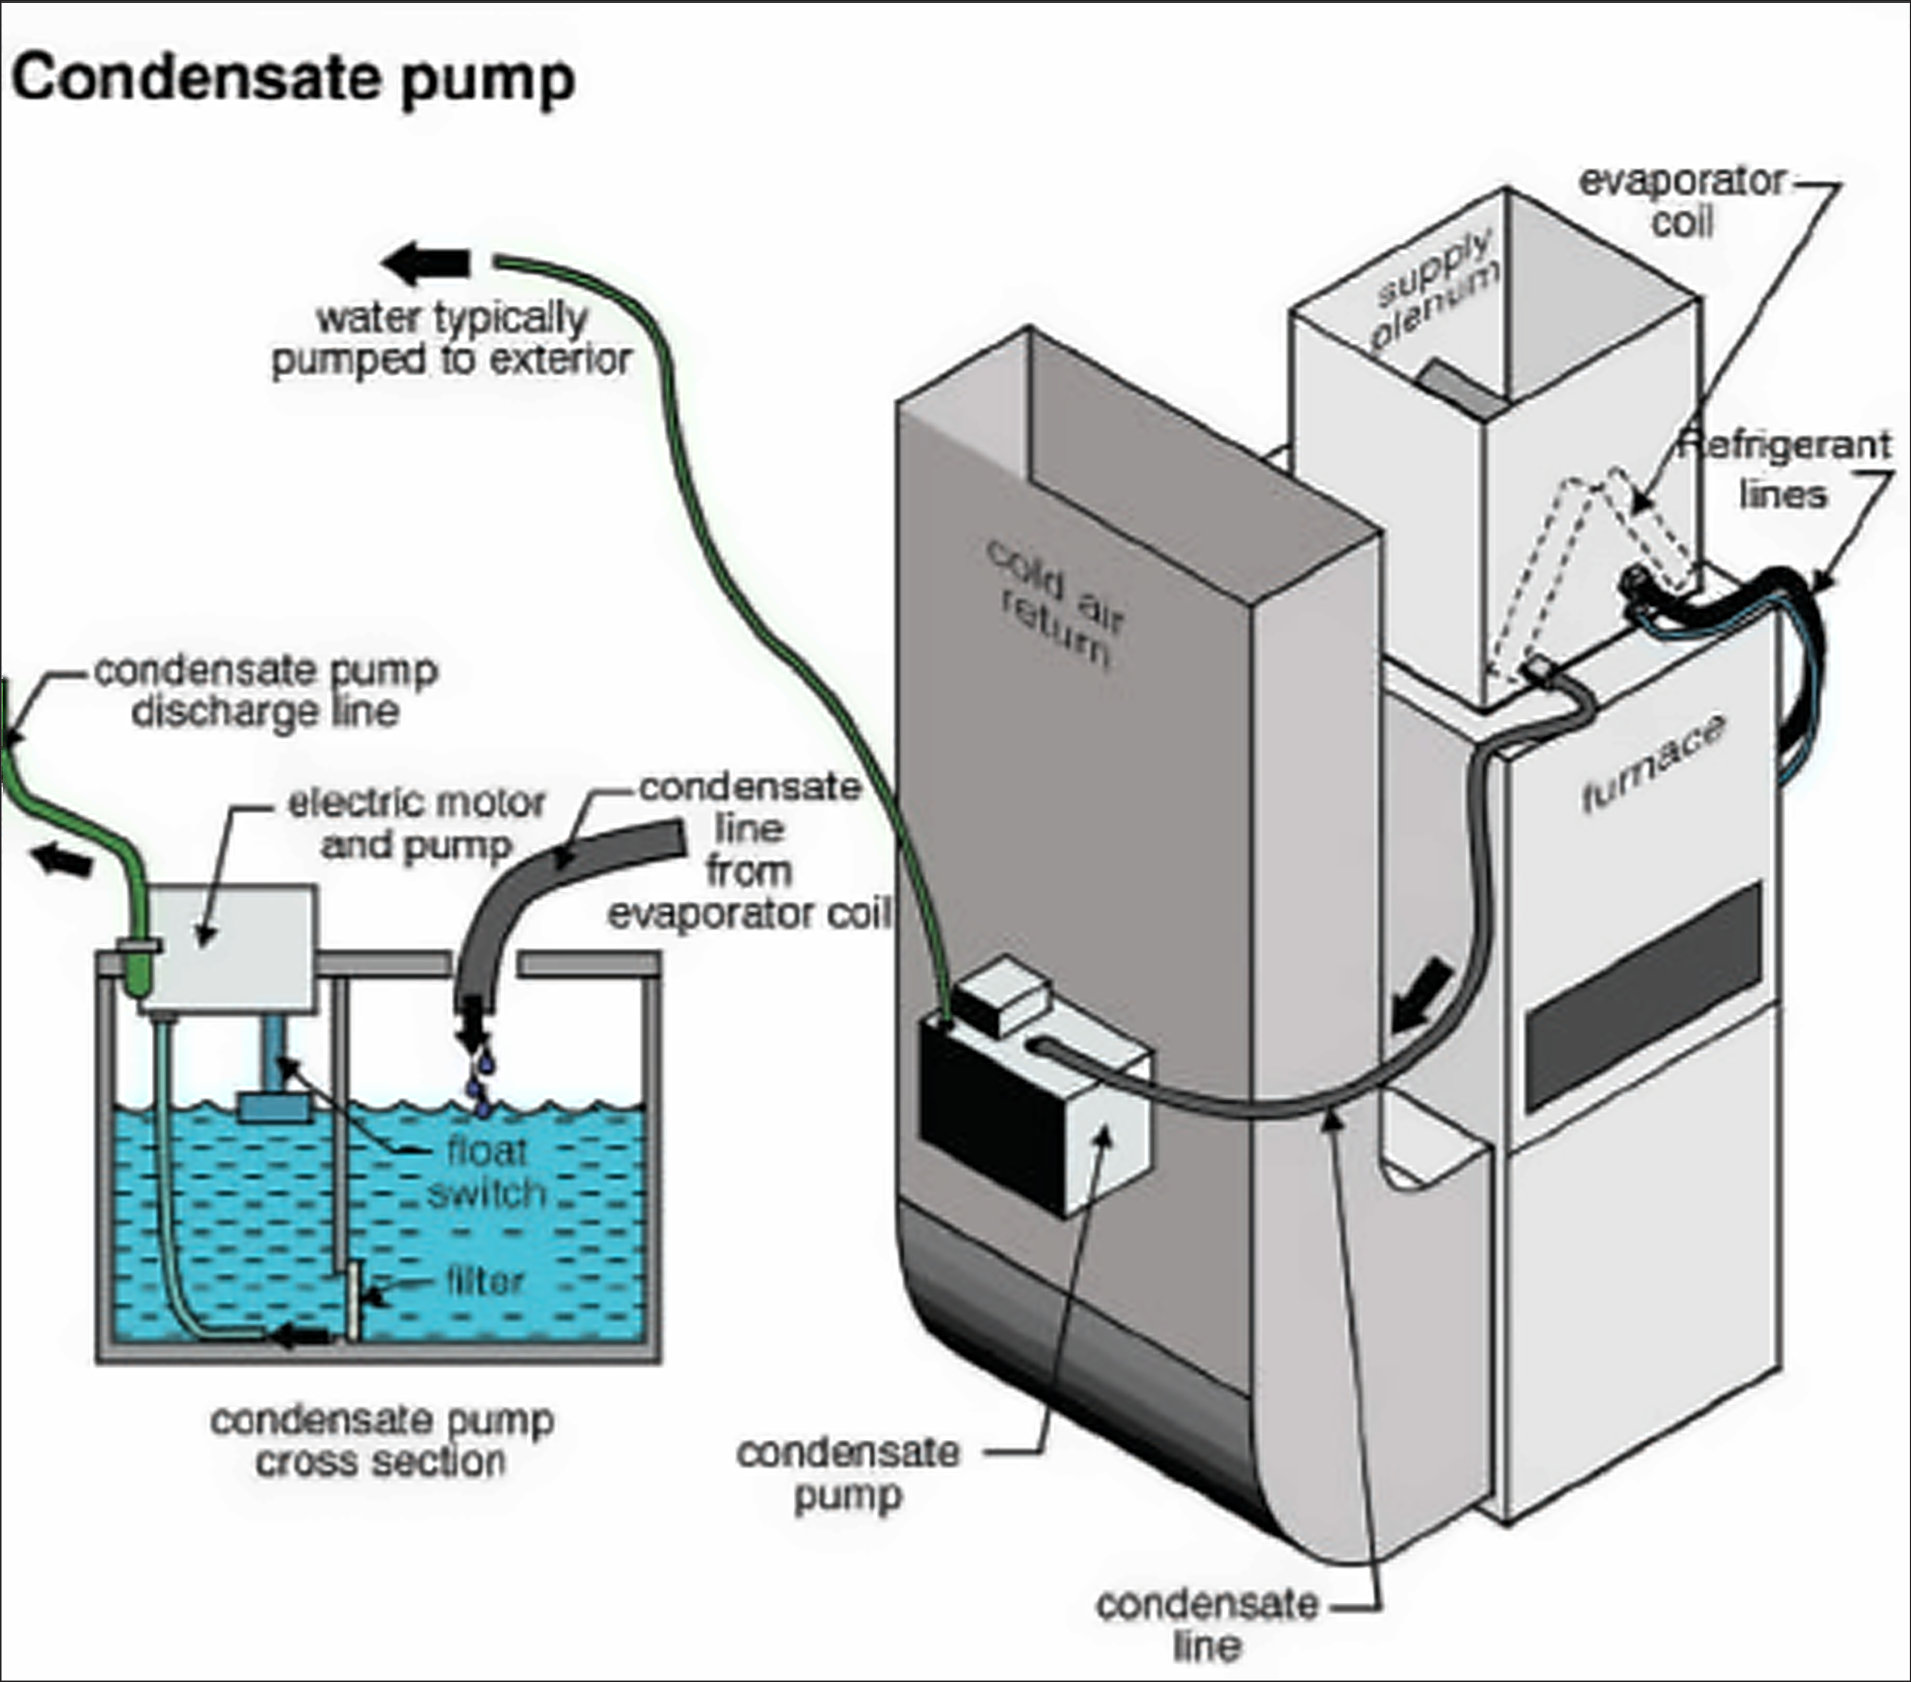 Condensate pump
evaporator
coil
supply
plenum
water typically
pumped to exterior
Refrigerant
lines
cold air
return
condensate pump
discharge line
furnace
electric motor
and pump
condensate
line
from
evaporator coil
float
switch
filter
condensate pump
cross section
condensate
pump
condensate
line